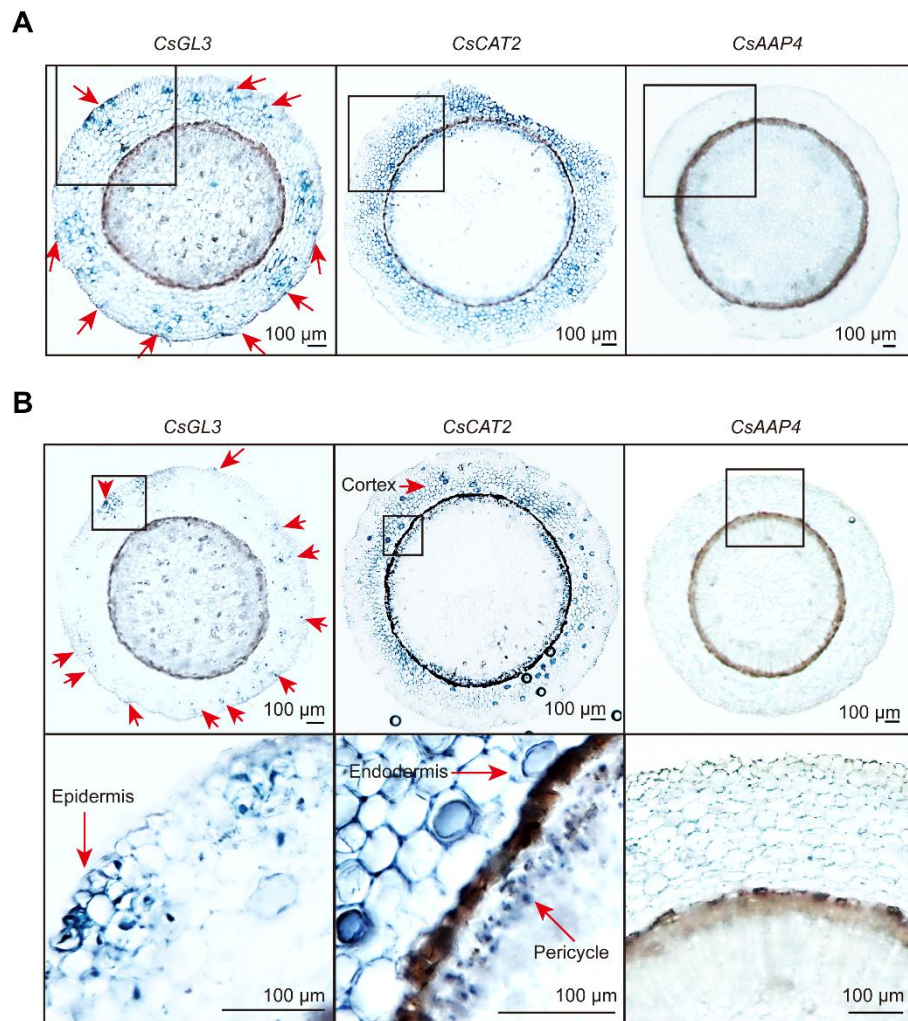 A
CsGL3 CsCAT2 CsAAP4
100 µm 100 µm 100 µm
B
CsGL3 CsCAT2 CsAAP4
Cortex
100 µm 100 µm 100 µm
Endodermis
Epidermis
Pericycle
100 µm 100 µm 100 µm